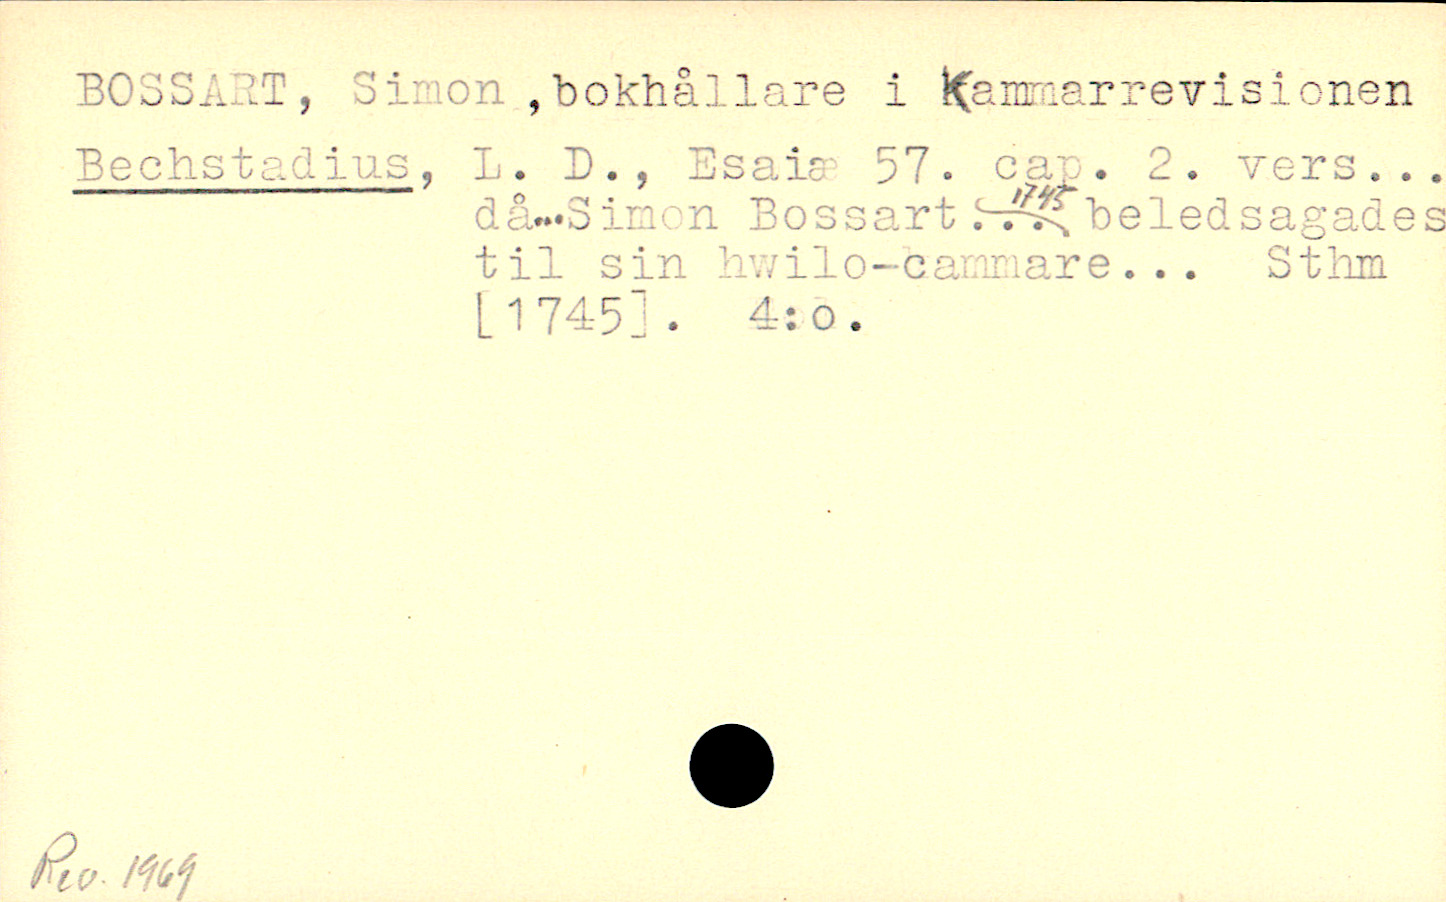 BOSSART, Simon ,bokhållare i Kammarrevisionen
Bechstadius, L. D., Esaiæ 57. cap. 2. vers...
då...Simon Bossart... 1745 beledsagades
til sin hwilo-cammare... Sthm
[1745]. 4:o.
Rev. 1969